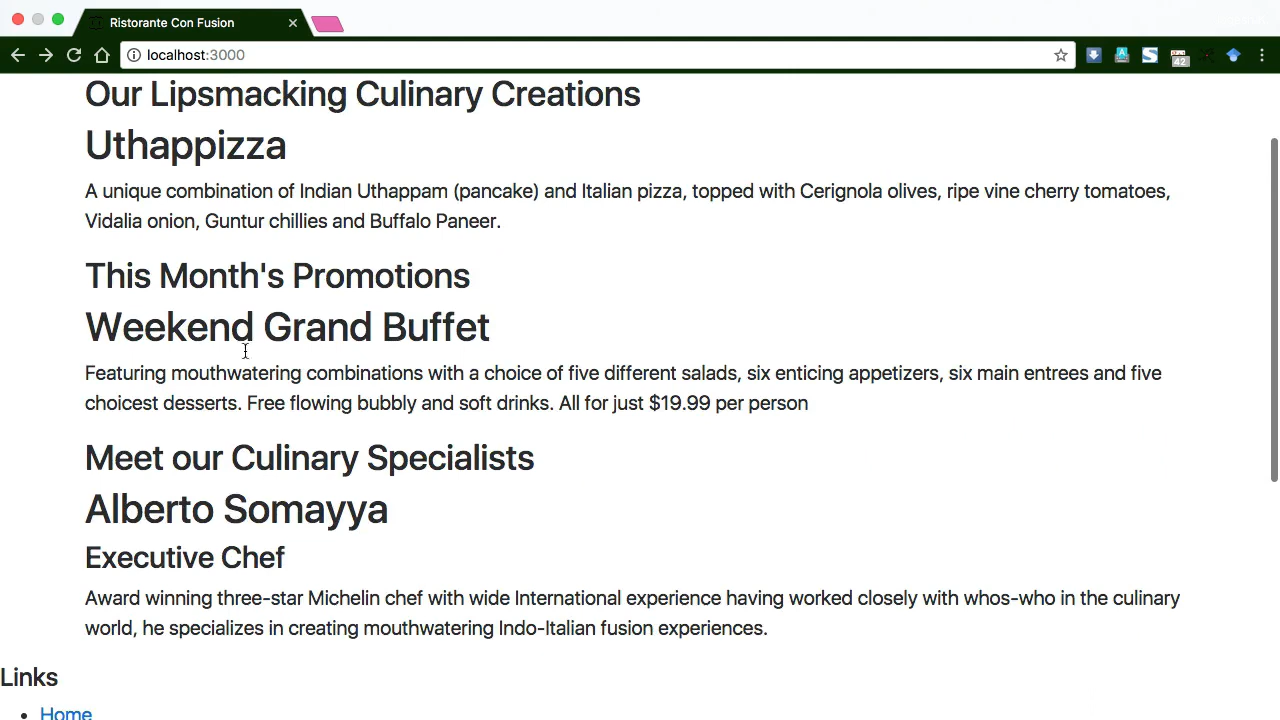 Ristorante Con Fusion
localhost:3000
42
Our Lipsmacking Culinary Creations
Uthappizza
A unique combination of Indian Uthappam (pancake) and Italian pizza, topped with Cerignola olives, ripe vine cherry tomatoes,
Vidalia onion, Guntur chillies and Buffalo Paneer.
This Month's Promotions
Weekend Grand Buffet
Featuring mouthwatering combinations with a choice of five different salads, six enticing appetizers, six main entrees and five
choicest desserts. Free flowing bubbly and soft drinks. All for just $19.99 per person
Meet our Culinary Specialists
Alberto Somayya
Executive Chef
Award winning three-star Michelin chef with wide International experience having worked closely with whos-who in the culinary
world, he specializes in creating mouthwatering Indo-Italian fusion experiences.
Links
Home